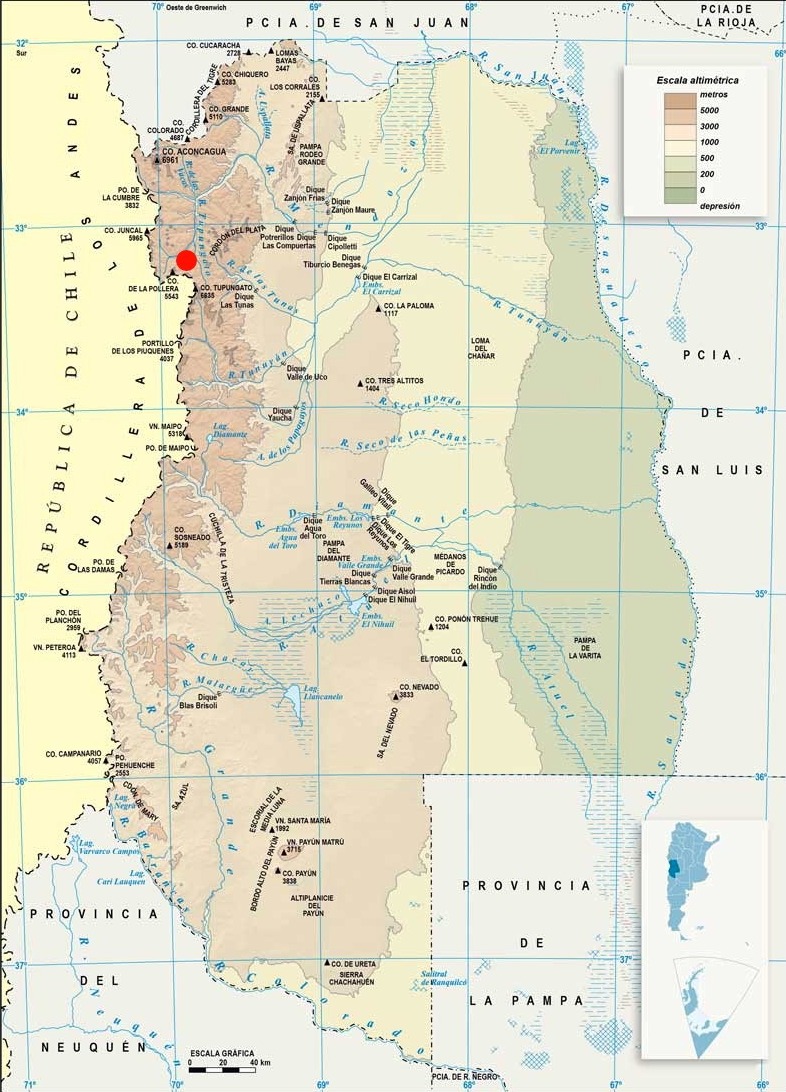 70° Oeste de Greenwich
69°
68°
67°
PCIA. DE SAN JUAN
PCIA. DE
LA RIOJA
32°
Sur
66°
CO. CUCARACHA
2728
LOMAS
BAYAS
2447
R. San Juan
Escala altimétrica
metros
5000
3000
1000
500
200
0
depresión
CO. CHIQUERO
5283
CO.
LOS CORRALES
2155
CORDILLERA DEL TIGRE
CO. GRANDE
5110
A. Uspallata
SA. DE USPALLATA
CO.
COLORADO
4687
CO. ACONCAGUA
6961
PAMPA
RODEO
GRANDE
Lag.
El Porvenir
R. de las
Vacas
R. Mendoza
PO. DE
LA CUMBRE
3832
Dique
Zanjón Frías
Dique
Zanjón Maure
R. Desaguadero
33°
33°
R. Tupungato
CO. JUNCAL
5965
CORDÓN DEL PLATA
Dique
Potrerillos
Dique
Las Compuertas
Dique
Cipolletti
Dique
Tiburcio Benegas
R. de las Tunas
Dique El Carrizal
Embs.
El Carrizal
CO.
DE LA POLLERA
5543
CO. TUPUNGATO
6635
Dique
Las Tunas
CO. LA PALOMA
1117
R. Tunuyán
PORTILLO
DE LOS PIUQUENES
4037
LOMA
DEL
CHAÑAR
PCIA.
DE
SAN LUIS
REPÚBLICA DE CHILE
CORDILLERA DE LOS ANDES
R. Tunuyán
Dique
Valle de Uco
CO. TRES ALTITOS
1404
34°
34°
R. Seco Hondo
Dique
Yaucha
A. de los Papagayos
VN. MAIPO
5318
Lag.
Diamante
R. Seco de las Peñas
PO. DE MAIPO
Dique
Galileo Vitali
R. Diamante
CO.
SOSNEADO
5189
CUCHILLA DE LA TRISTEZA
Embs.
Agua
del Toro
Dique
Agua
del Toro
Embs. Los
Reyunos
Dique El Tigre
Dique Los
Reyunos
PAMPA
DEL
DIAMANTE
Embs.
Valle Grande
Dique
Valle Grande
MÉDANOS
DE
PICARDO
PO. DE
LAS DAMAS
Dique
Tierras Blancas
Dique
Rincón
del Indio
35°
35°
Dique Aisol
Dique El Nihuil
A. Lechuzo
R. Atuel
Embs.
El Nihuil
PO. DEL
PLANCHÓN
2959
CO. PONÓN TREHUE
1204
VN. PETEROA
4113
CO.
EL TORDILLO
PAMPA
DE
LA VARITA
R. Chacay
R. Malargüe
Dique
Blas Brisoli
Lag.
Llancanelo
CO. NEVADO
3833
R. Atuel
R. Salado
SA. DEL NEVADO
CO. CAMPANARIO
4057
PO.
PEHUENCHE
2553
R. Grande
36°
36°
CDÓN. DE MARY
Lag.
Negra
SA. AZUL
ESCORIAL DE LA
MEDIA LUNA
VN. SANTA MARÍA
1992
R. Barrancas
Lag.
Varvarco Campos
VN. PAYÚN MATRÚ
3715
BORDO ALTO DEL PAYÚN
CO. PAYÚN
3838
Lag.
Cari Lauquen
ALTIPLANICIE
DEL
PAYÚN
PROVINCIA
DE
LA PAMPA
PROVINCIA
DEL
NEUQUÉN
37°
37°
CO. DE URETA
SIERRA
CHACHAHUÉN
Salitral
de Ranquilcó
R. Colorado
R. Neuquén
ESCALA GRÁFICA
0 20 40 km
PCIA. DE R. NEGRO
71°
70°
69°
68°